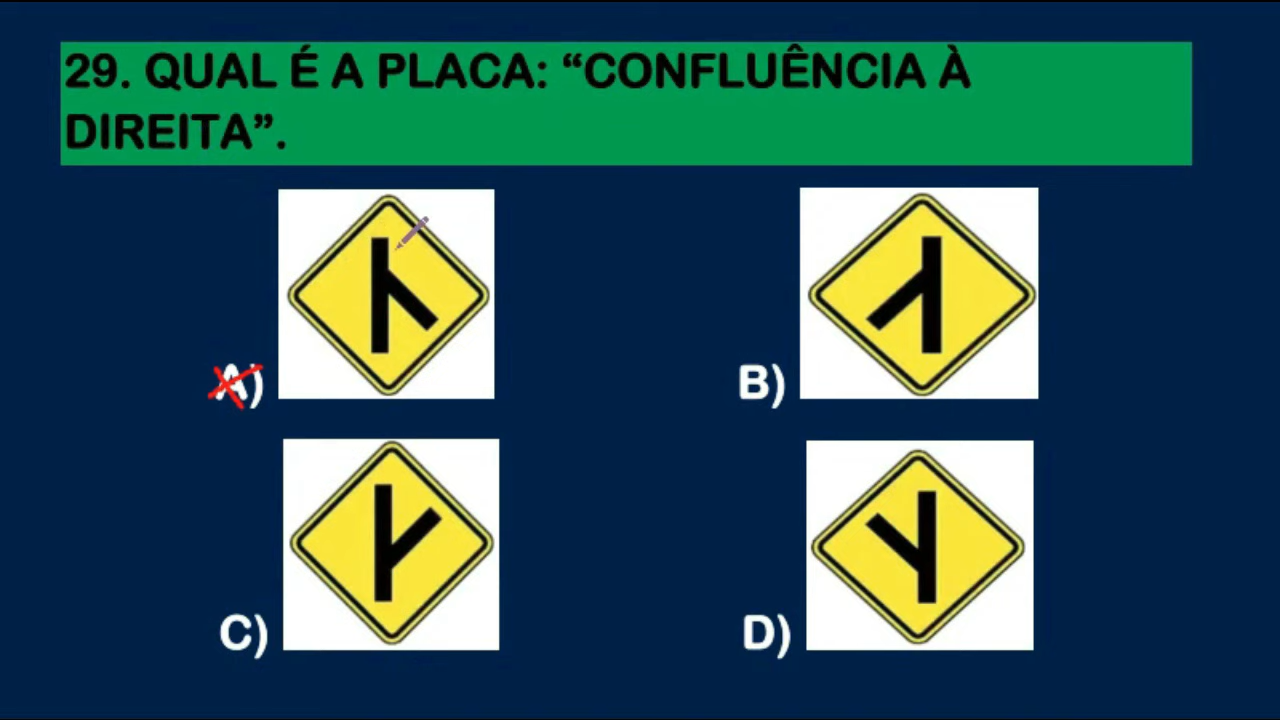 29. QUAL É A PLACA: “CONFLUÊNCIA À
DIREITA”.
A)
B)
C)
D)